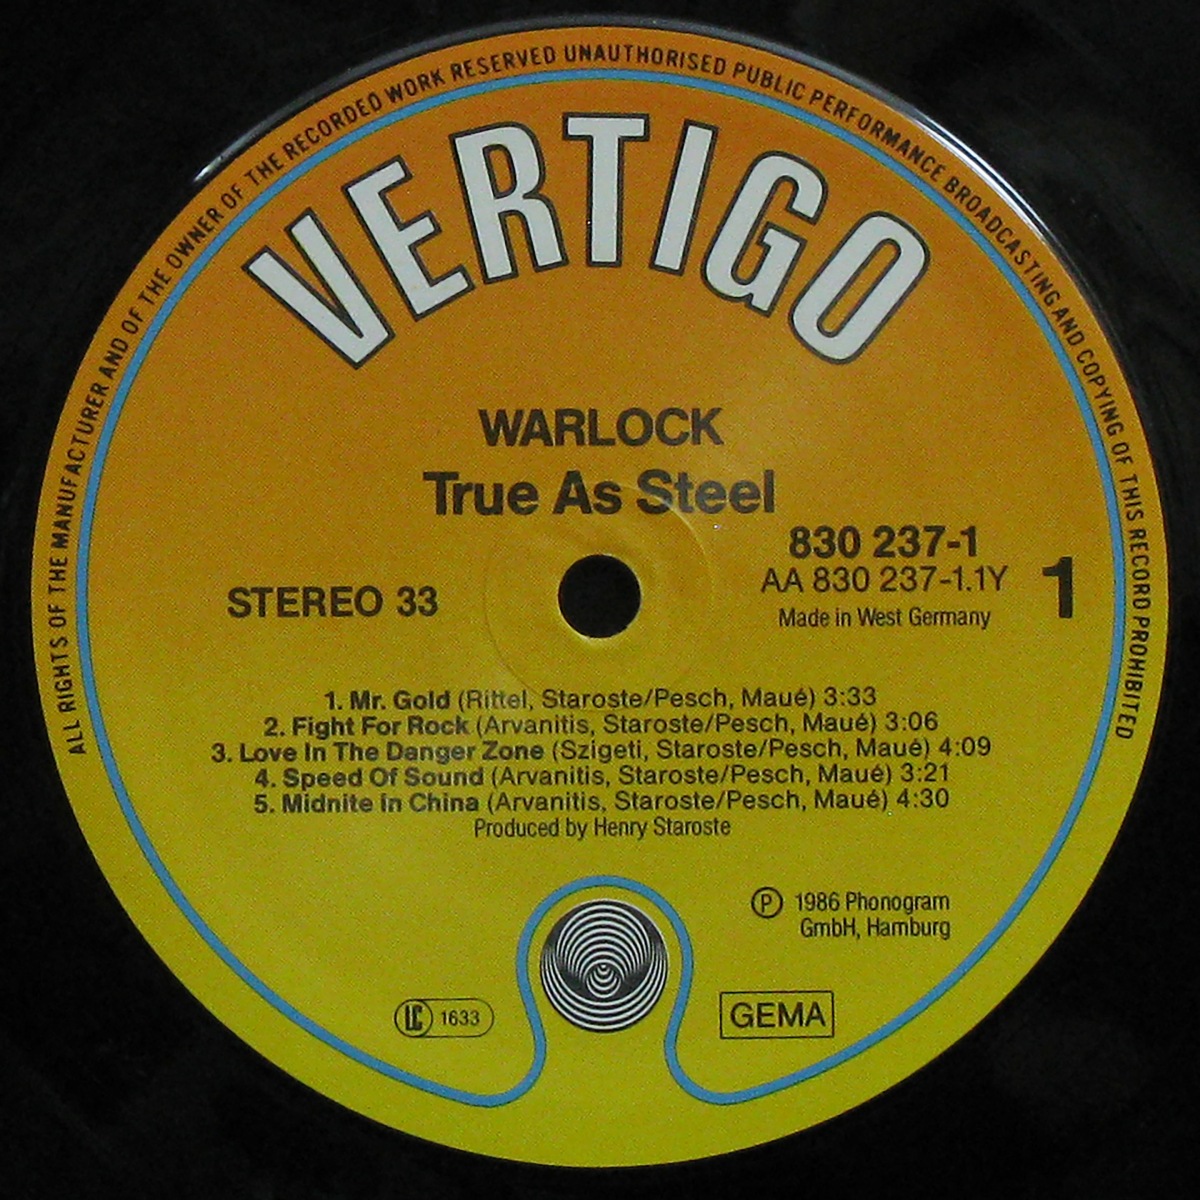 ALL RIGHTS OF THE MANUFACTURER AND OF THE OWNER OF THE RECORDED WORK RESERVED UNAUTHORISED PUBLIC PERFORMANCE BROADCASTING AND COPYING OF THIS RECORD PROHIBITED
VERTIGO
WARLOCK
True As Steel
830 237-1
AA 830 237-1.1Y
Made in West Germany
1
STEREO 33
1. Mr. Gold (Rittel, Staroste/Pesch, Maué) 3:33
2. Fight For Rock (Arvanitis, Staroste/Pesch, Maué) 3:06
3. Love In The Danger Zone (Szigeti, Staroste/Pesch, Maué) 4:09
4. Speed Of Sound (Arvanitis, Staroste/Pesch, Maué) 3:21
5. Midnite in China (Arvanitis, Staroste/Pesch, Maué) 4:30
Produced by Henry Staroste
Ⓟ 1986 Phonogram
GmbH, Hamburg
LC 1633
GEMA